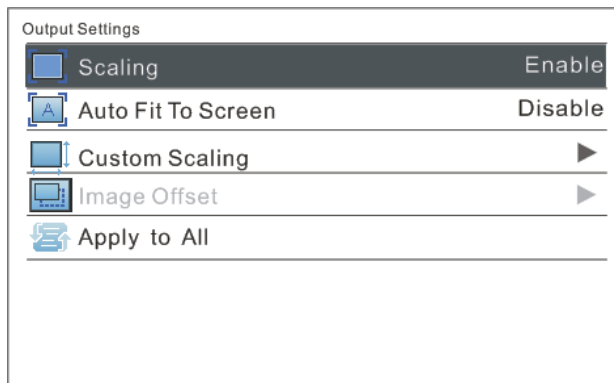 Output Settings
Scaling Enable
A Auto Fit To Screen Disable
Custom Scaling
Image Offset
Apply to All